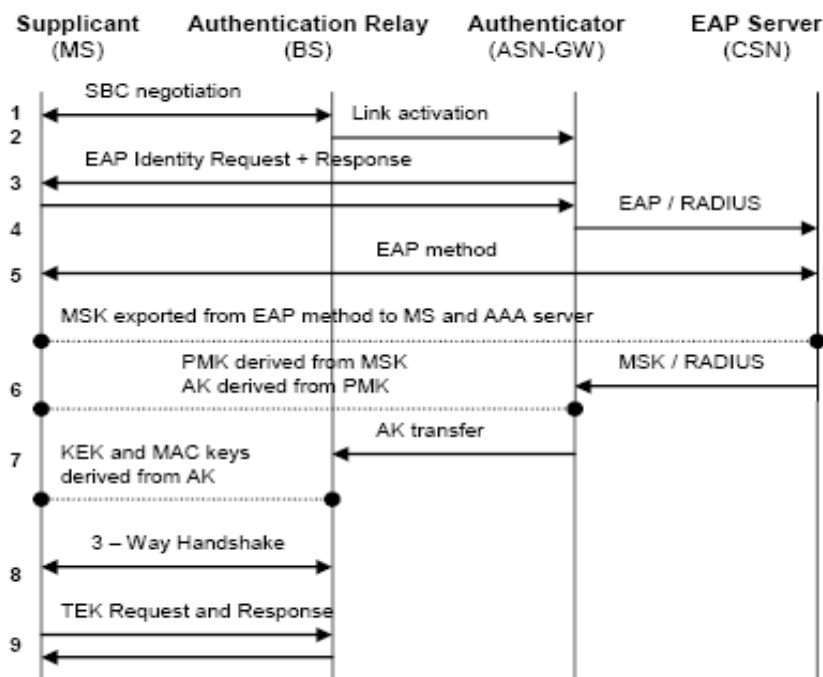 Supplicant Authentication Relay Authenticator EAP Server
(MS) (BS) (ASN-GW) (CSN)
SBC negotiation
1 Link activation
2
EAP Identity Request + Response
3
EAP / RADIUS
4
EAP method
5
MSK exported from EAP method to MS and AAA server
PMK derived from MSK MSK / RADIUS
AK derived from PMK
6
AK transfer
KEK and MAC keys
7
derived from AK
3 – Way Handshake
8
TEK Request and Response
9